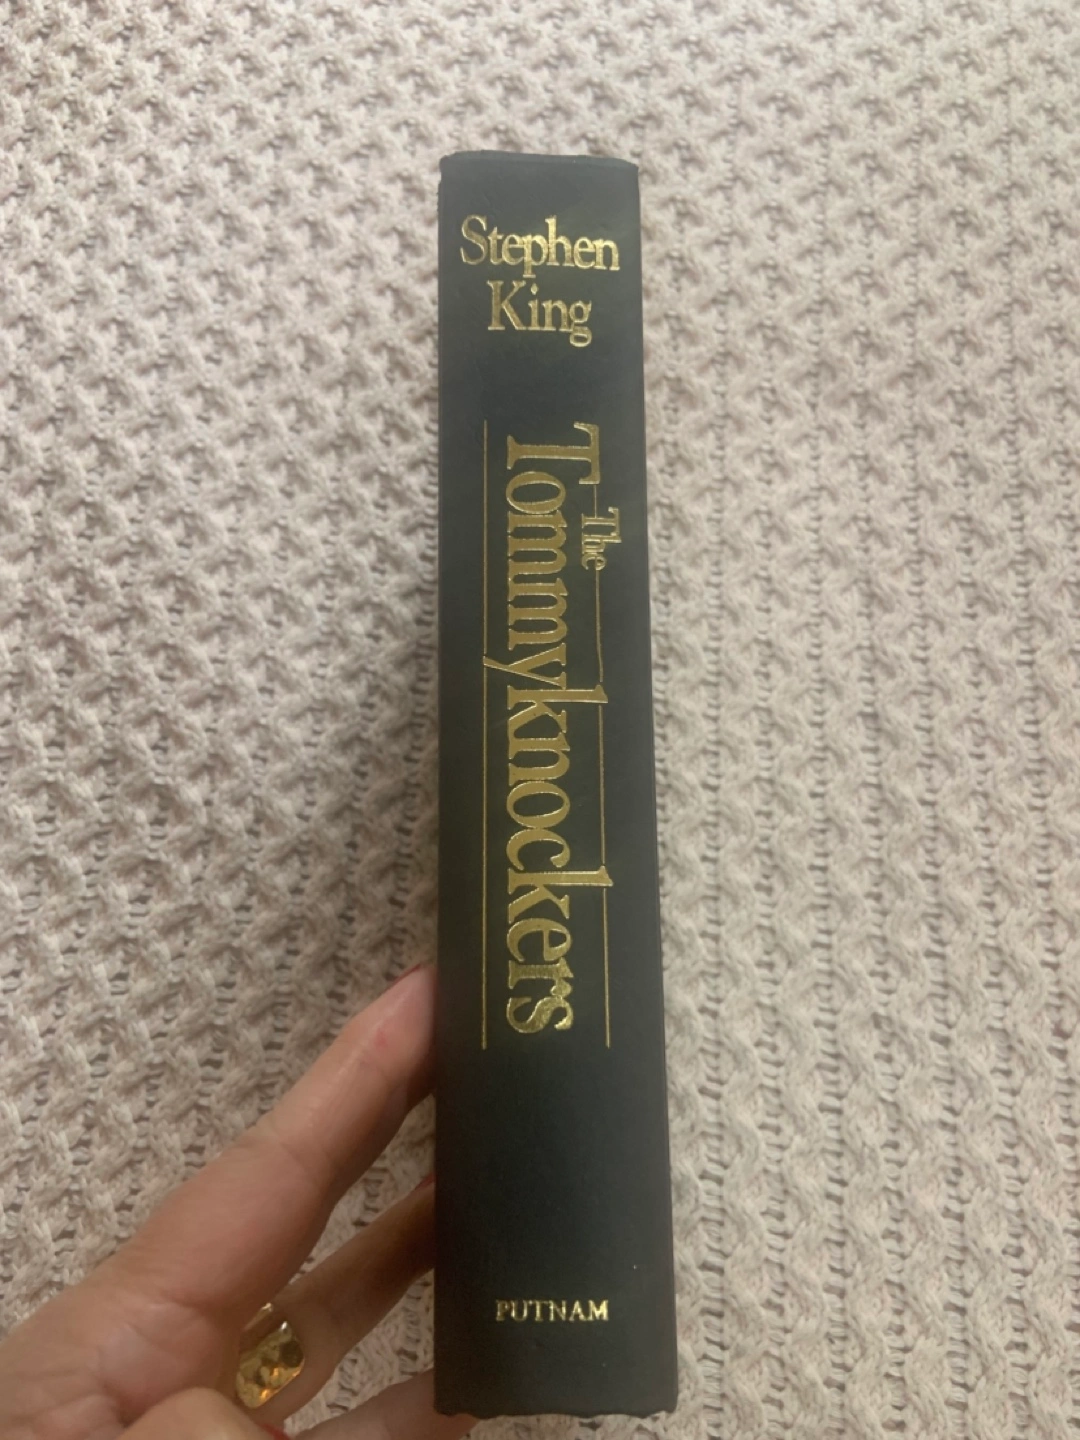 Stephen
King
The
Tommyknockers
PUTNAM